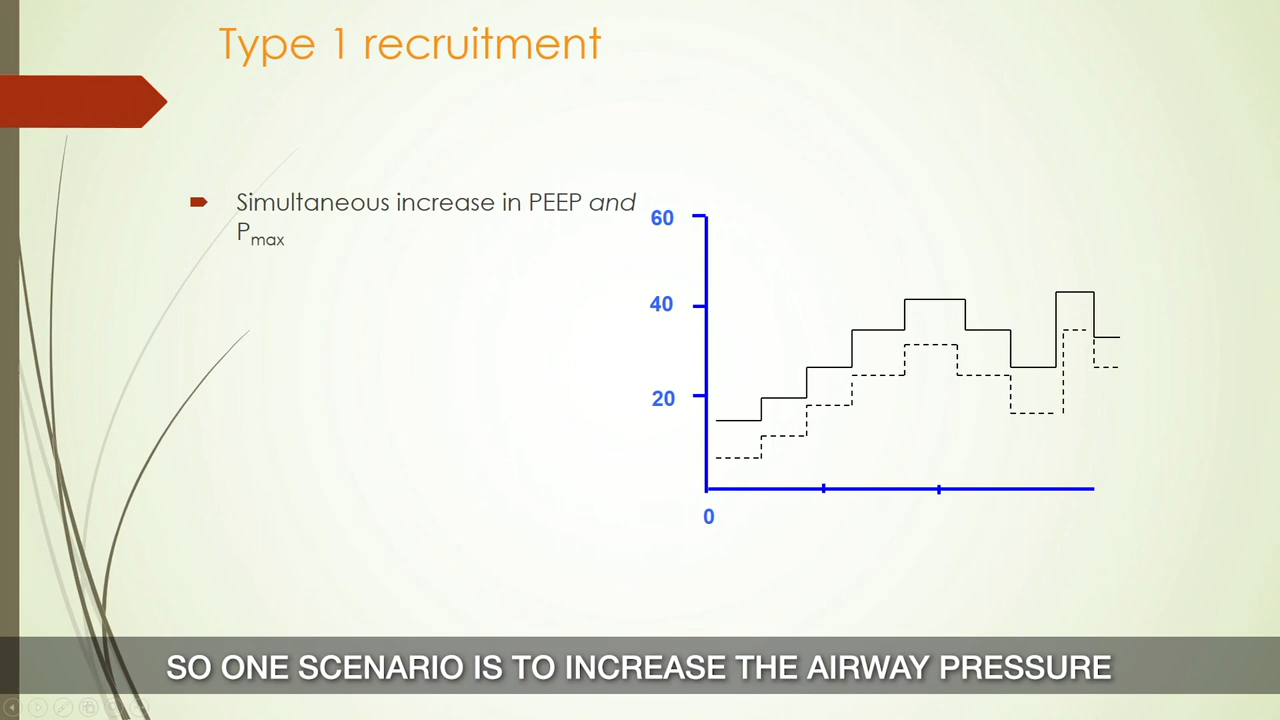 Type 1 recruitment
Simultaneous increase in PEEP and
Pmax
60
40
20
0
SO ONE SCENARIO IS TO INCREASE THE AIRWAY PRESSURE